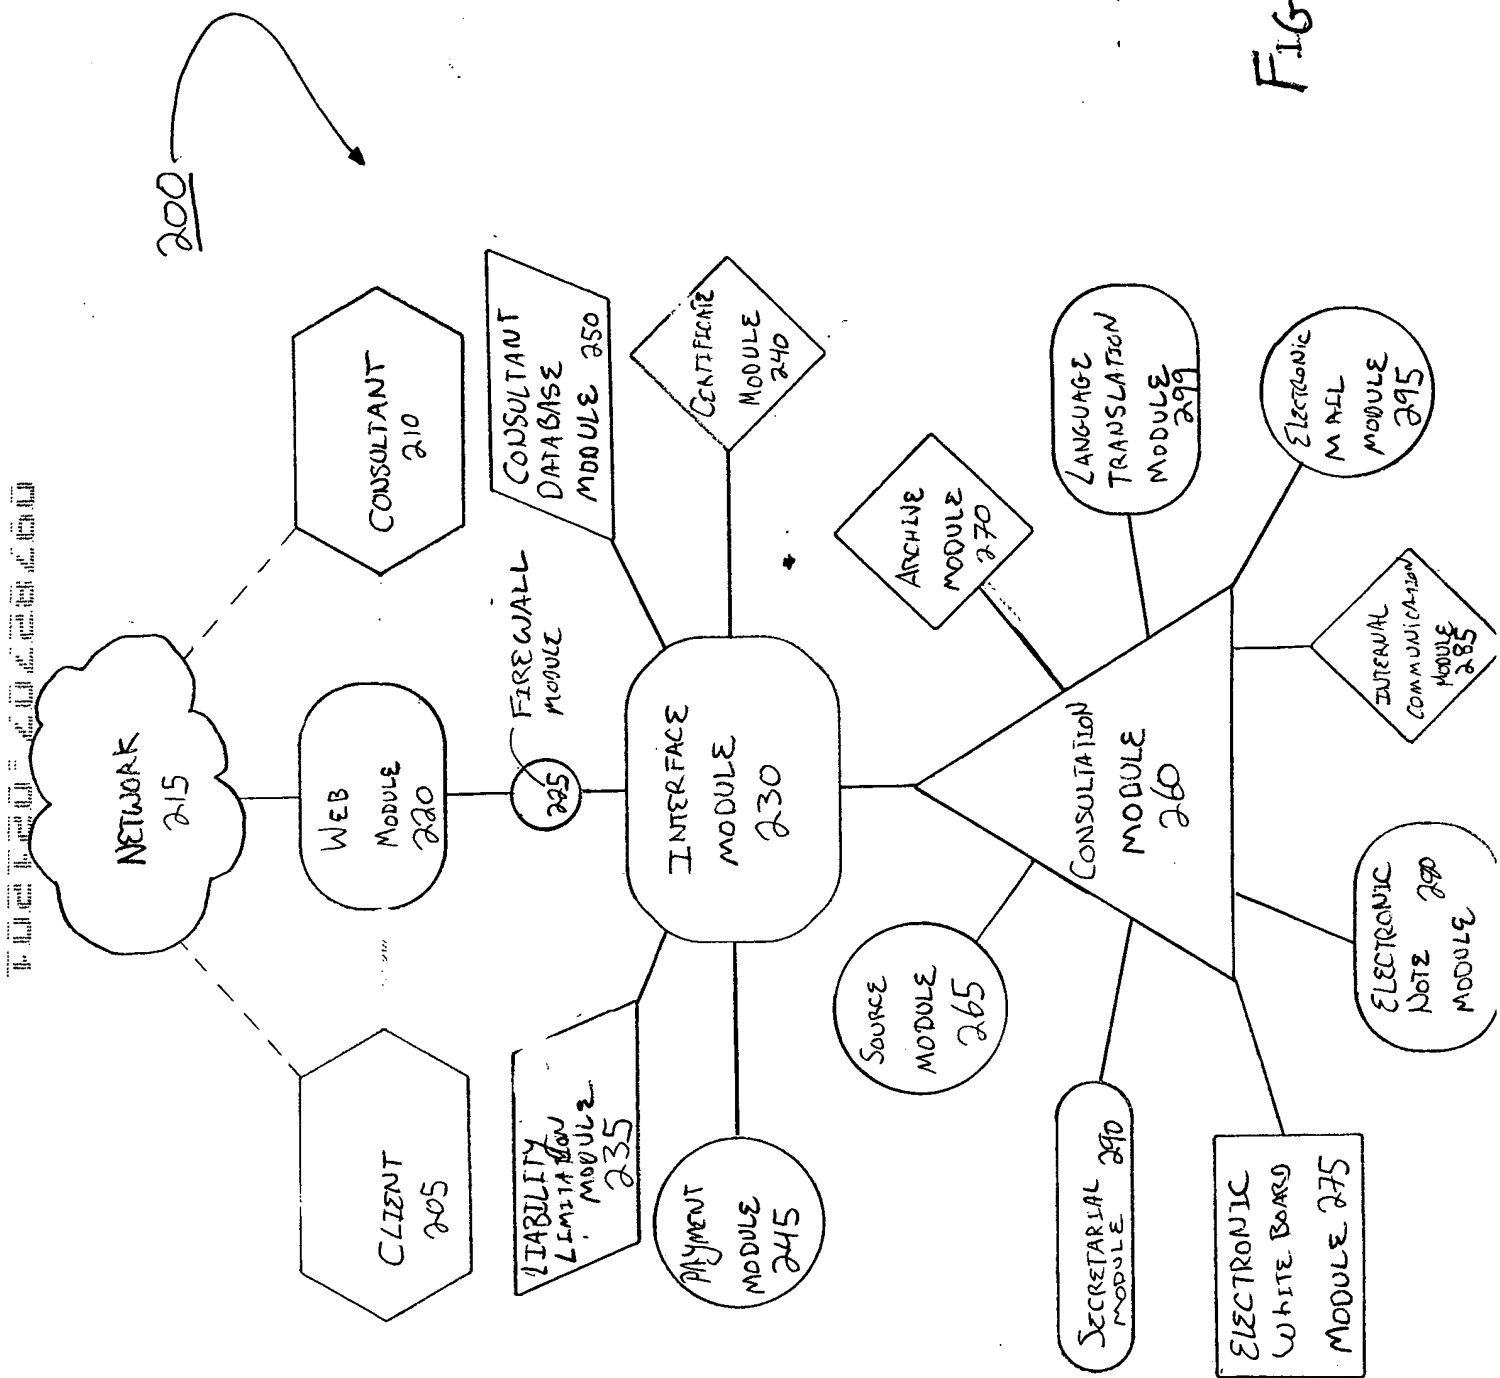 200
FIG
NETWORK
215
CLIENT
205
CONSULTANT
210
WEB
MODULE
220
225
FIREWALL
MODULE
LIABILITY
LIMITATION
MODULE
235
CONSULTANT
DATABASE
MODULE 250
INTERFACE
MODULE
230
PAYMENT
MODULE
245
CERTIFICATE
MODULE
240
SOURCE
MODULE
265
ARCHIVE
MODULE
270
CONSULTATION
MODULE
260
SECRETARIAL 290
MODULE
LANGUAGE
TRANSLATION
MODULE
299
ELECTRONIC
WHITE BOARD
MODULE 275
ELECTRONIC
NOTE
MODULE
INTERNAL
COMMUNICATION
MODULE
285
ELECTRONIC
MAIL
MODULE
295